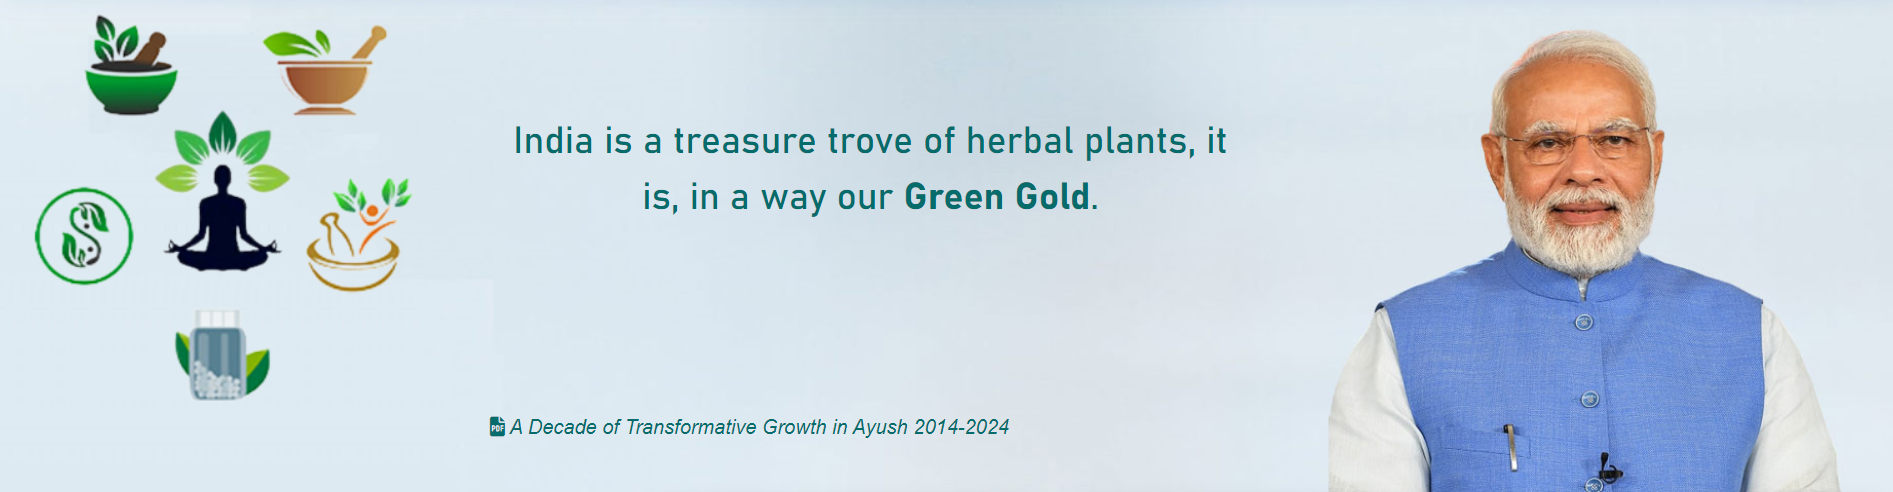 India is a treasure trove of herbal plants, it
is, in a way our Green Gold.
PDF A Decade of Transformative Growth in Ayush 2014-2024